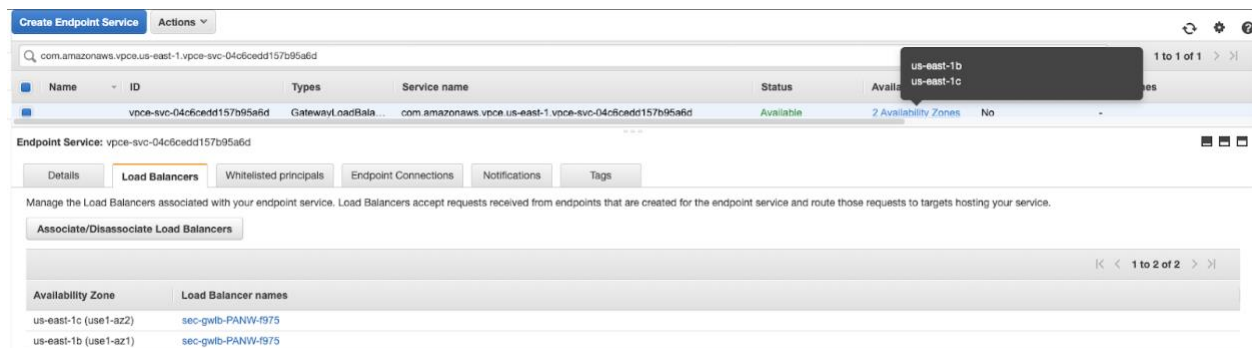 Create Endpoint Service Actions
com.amazonaws.vpce.us-east-1.vpce-svc-04c6cedd157b95a6d 1 to 1 of 1
us-east-1b
us-east-1c
Name ID Types Service name Status Availa
vpce-svc-04c6cedd157b95a6d GatewayLoadBala... com.amazonaws.vpce.us-east-1.vpce-svc-04c6cedd157b95a6d Available 2 Availability Zones No -
Endpoint Service: vpce-svc-04c6cedd157b95a6d
Details Load Balancers Whitelisted principals Endpoint Connections Notifications Tags
Manage the Load Balancers associated with your endpoint service. Load Balancers accept requests received from endpoints that are created for the endpoint service and route those requests to targets hosting your service.
Associate/Disassociate Load Balancers
1 to 2 of 2
Availability Zone Load Balancer names
us-east-1c (use1-az2) sec-gwlb-PANW-f975
us-east-1b (use1-az1) sec-gwlb-PANW-f975